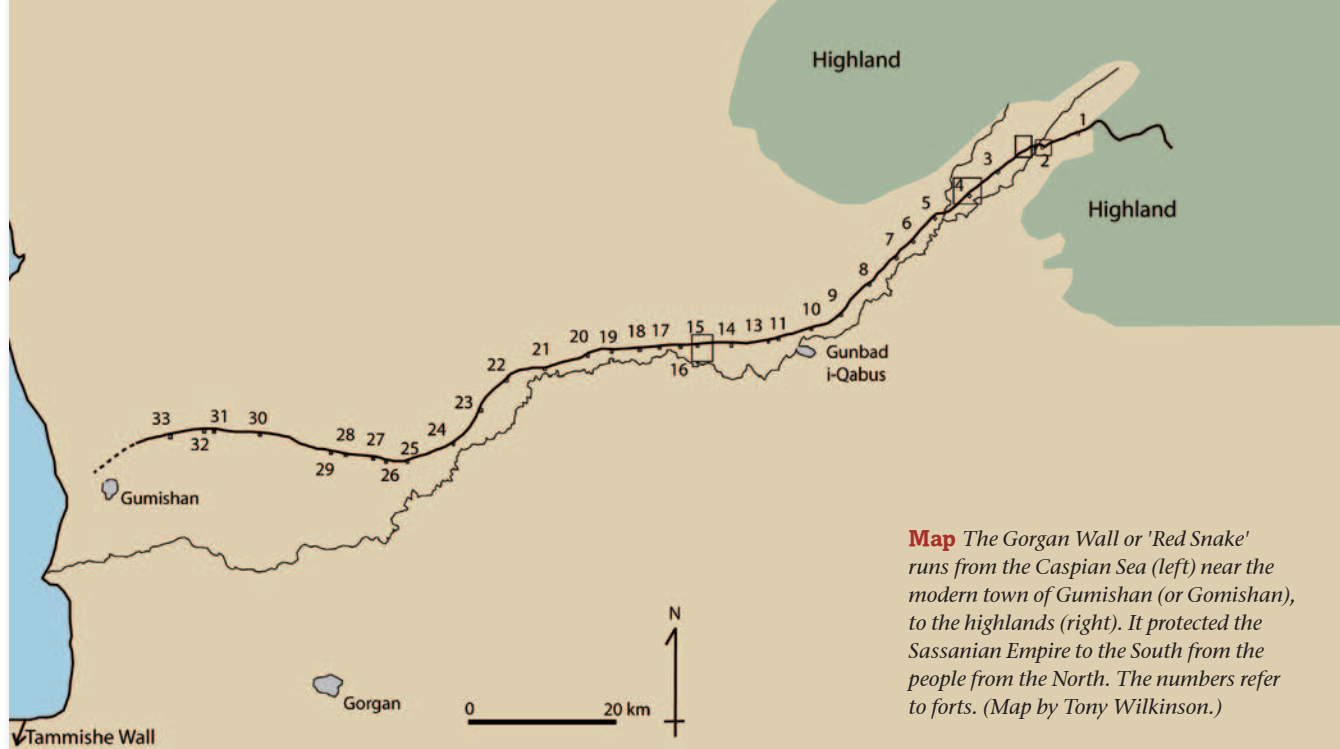 Highland
Highland
1
2
3
4
5
6
7
8
9
10
11
13
14
15
16
17
18
19
20
21
22
23
24
25
26
27
28
29
30
31
32
33
Gunbad
i-Qabus
Gumishan
Gorgan
Tammishe Wall
N
0 20 km
Map The Gorgan Wall or 'Red Snake'
runs from the Caspian Sea (left) near the
modern town of Gumishan (or Gomishan),
to the highlands (right). It protected the
Sassanian Empire to the South from the
people from the North. The numbers refer
to forts. (Map by Tony Wilkinson.)